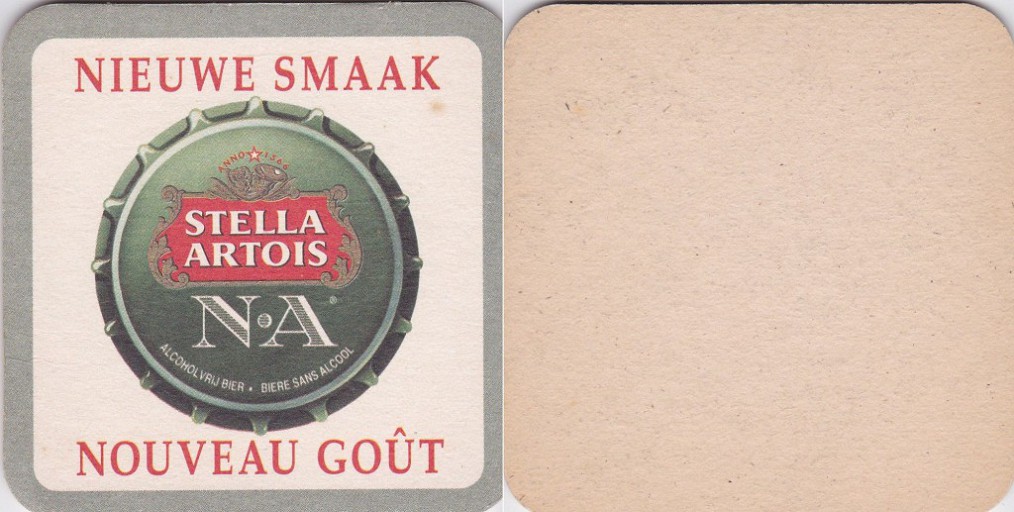 NIEUWE SMAAK
ANNO 1366
STELLA
ARTOIS
N•A®
ALCOHOLVRIJ BIER • BIERE SANS ALCOOL
NOUVEAU GOÛT